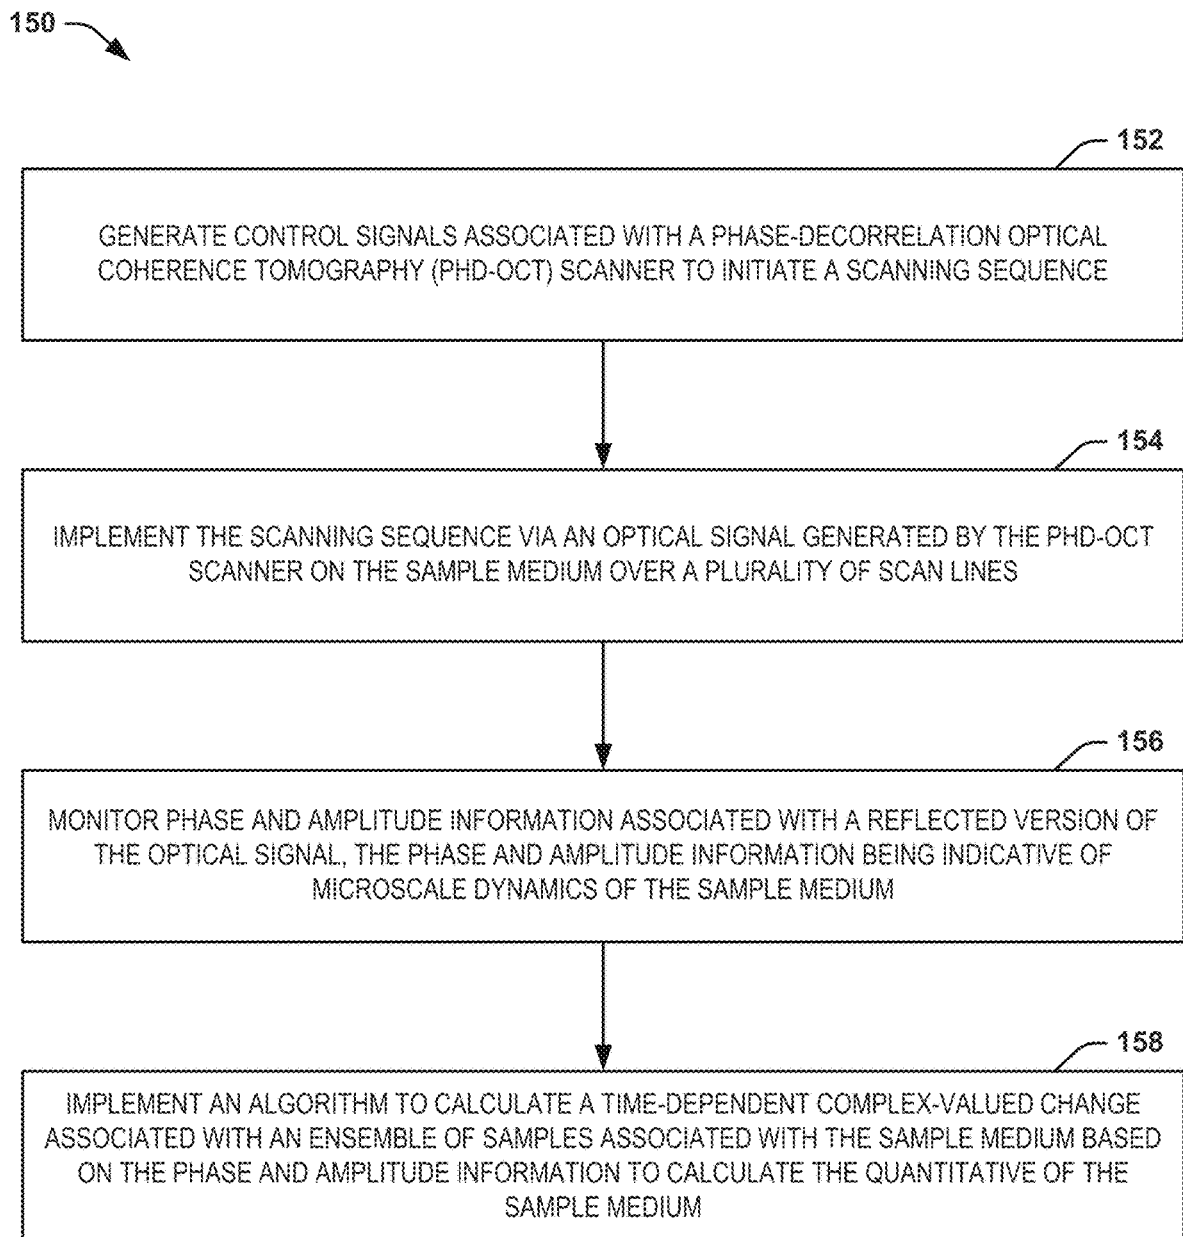 150
152
GENERATE CONTROL SIGNALS ASSOCIATED WITH A PHASE-DECORRELATION OPTICAL
COHERENCE TOMOGRAPHY (PHD-OCT) SCANNER TO INITIATE A SCANNING SEQUENCE
154
IMPLEMENT THE SCANNING SEQUENCE VIA AN OPTICAL SIGNAL GENERATED BY THE PHD-OCT
SCANNER ON THE SAMPLE MEDIUM OVER A PLURALITY OF SCAN LINES
156
MONITOR PHASE AND AMPLITUDE INFORMATION ASSOCIATED WITH A REFLECTED VERSION OF
THE OPTICAL SIGNAL, THE PHASE AND AMPLITUDE INFORMATION BEING INDICATIVE OF
MICROSCALE DYNAMICS OF THE SAMPLE MEDIUM
158
IMPLEMENT AN ALGORITHM TO CALCULATE A TIME-DEPENDENT COMPLEX-VALUED CHANGE
ASSOCIATED WITH AN ENSEMBLE OF SAMPLES ASSOCIATED WITH THE SAMPLE MEDIUM BASED
ON THE PHASE AND AMPLITUDE INFORMATION TO CALCULATE THE QUANTITATIVE OF THE
SAMPLE MEDIUM